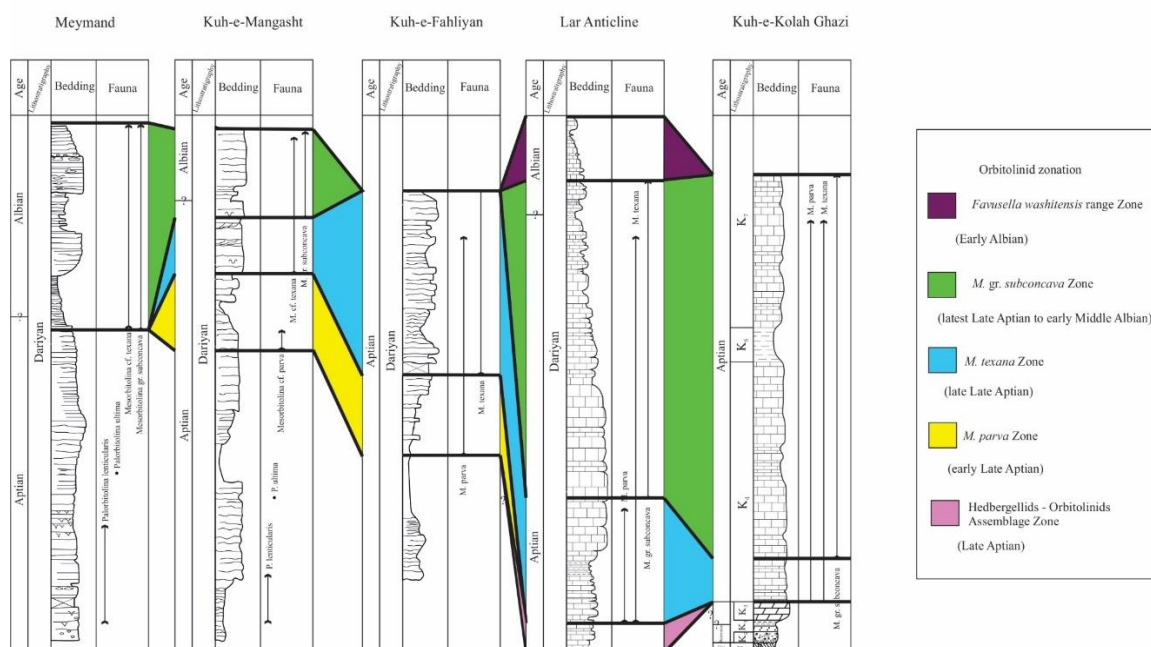 Meymand
Kuh-e-Mangasht
Kuh-e-Fahliyan
Lar Anticline
Kuh-e-Kolah Ghazi
Age
Lithostratigraphy
Bedding
Fauna
Age
Lithostratigraphy
Bedding
Fauna
Age
Lithostratigraphy
Bedding
Fauna
Age
Lithostratigraphy
Bedding
Fauna
Age
Lithostratigraphy
Bedding
Fauna
Albian
-?-
Aptian
Dariyan
Palorbitolina lenticularis
Palorbitolina ultima
Mesorbitolina cf. texana
Mesorbitolina gr. subconcava
Albian
-?-
Aptian
Dariyan
P. lenticularis
P. ultima
Mesorbitolina cf. parva
M. cf. texana
M. gr. subconcava
Aptian
Dariyan
M. parva
M. texana
Albian
-?-
Aptian
M. parva
M. gr. subconcava
M. texana
Aptian
-?-
K
K
K
M. parva
M. texana
M. gr. subconcava
Orbitolinid zonation
Favusella washitensis range Zone
(Early Albian)
M. gr. subconcava Zone
(latest Late Aptian to early Middle Albian)
M. texana Zone
(late Late Aptian)
M. parva Zone
(early Late Aptian)
Hedbergellids - Orbitolinids
Assemblage Zone
(Late Aptian)